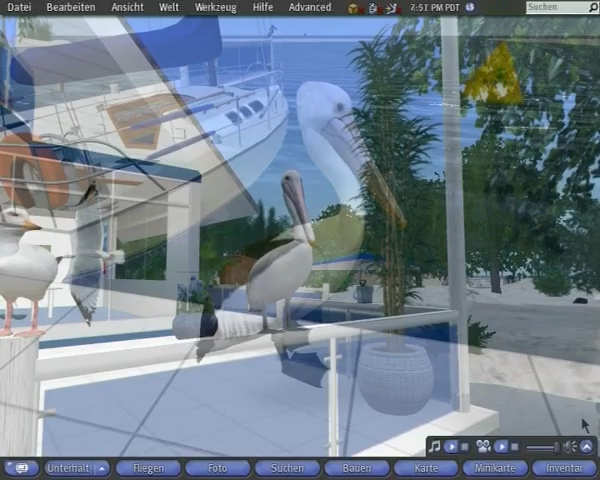 Datei Bearbeiten Ansicht Welt Werkzeug Hilfe Advanced 2:51 PM PDT Suchen
Unterhalt Fliegen Foto Suchen Bauen Karte Minikarte Inventar